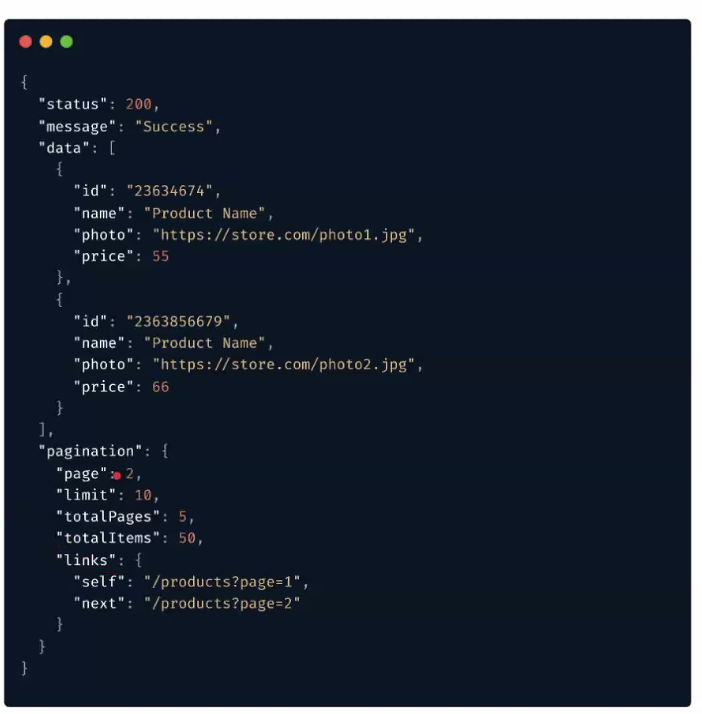 {
  "status": 200,
  "message": "Success",
  "data": [
    {
      "id": "23634674",
      "name": "Product Name",
      "photo": "https://store.com/photo1.jpg",
      "price": 55
    },
    {
      "id": "2363856679",
      "name": "Product Name",
      "photo": "https://store.com/photo2.jpg",
      "price": 66
    }
  ],
  "pagination": {
    "page": 2,
    "limit": 10,
    "totalPages": 5,
    "totalItems": 50,
    "links": {
      "self": "/products?page=1",
      "next": "/products?page=2"
    }
  }
}